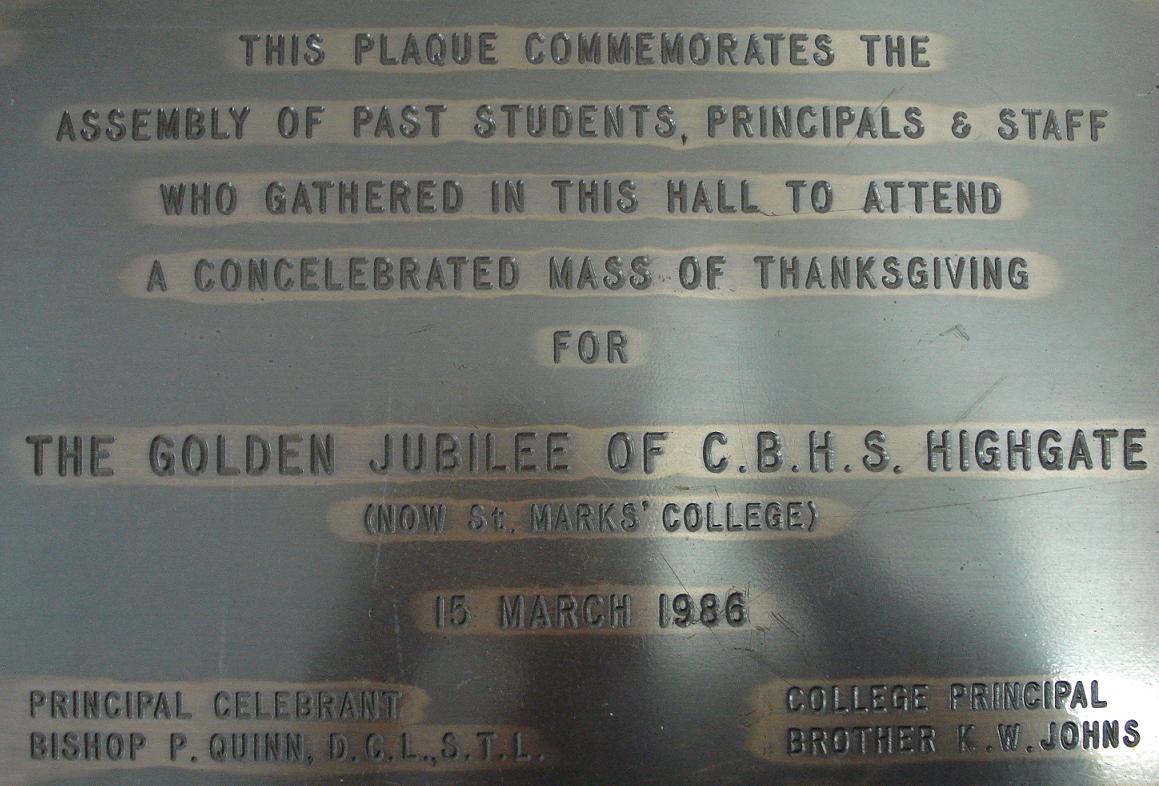 THIS PLAQUE COMMEMORATES THE
ASSEMBLY OF PAST STUDENTS, PRINCIPALS & STAFF
WHO GATHERED IN THIS HALL TO ATTEND
A CONCELEBRATED MASS OF THANKSGIVING
FOR
THE GOLDEN JUBILEE OF C.B.H.S. HIGHGATE
(NOW St. MARKS' COLLEGE)
15 MARCH 1986
PRINCIPAL CELEBRANT
BISHOP P. QUINN, D.C.L.,S.T.L.
COLLEGE PRINCIPAL
BROTHER K.W. JOHNS